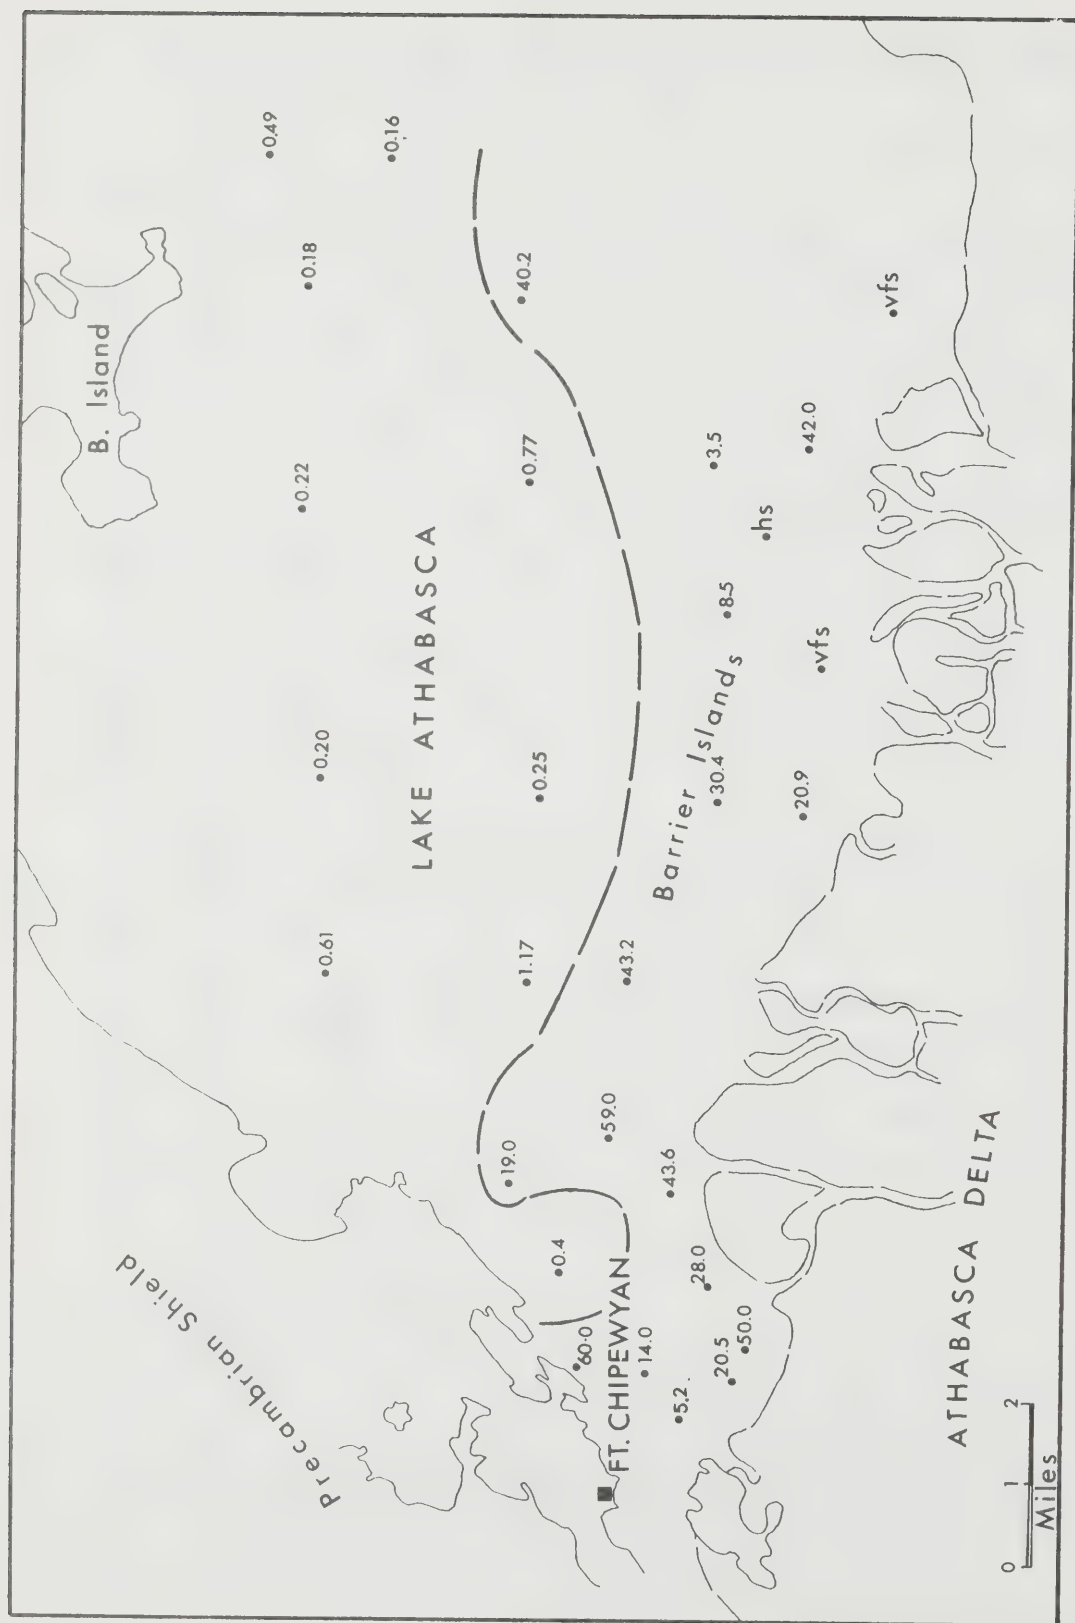 Precambrian Shield
B. Island
0.49
0.16
0.18
0.22
0.20
0.61
LAKE ATHABASCA
40.2
0.77
0.25
1.17
19.0
0.4
60.0
59.0
43.2
43.6
FT. CHIPEWYAN
14.0
5.2
20.5
50.0
28.0
Barrier Islands
30.4
20.9
8.5
3.5
hs
vfs
42.0
vfs
ATHABASCA DELTA
0 1 2
Miles